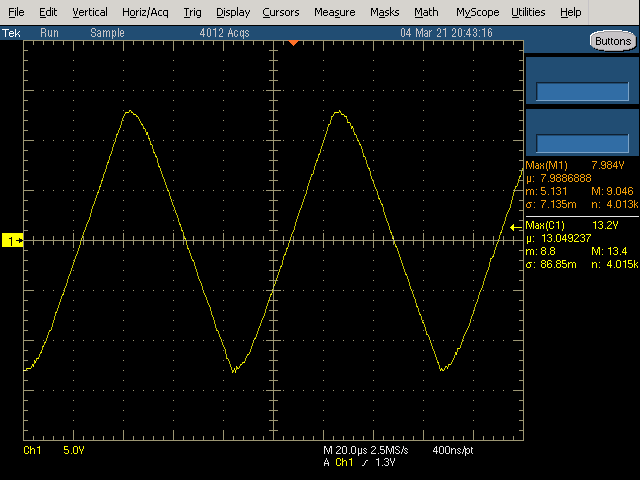 File Edit Vertical Horiz/Acq Trig Display Cursors Measure Masks Math MyScope Utilities Help
Tek Run Sample 4012 Acqs 04 Mar 21 20:43:16
Buttons
Max(M1) 7.984V
µ: 7.9886888
m: 5.131 M: 9.046
σ: 7.135m n: 4.013k
Max(C1) 13.2V
µ: 13.049237
m: 8.8 M: 13.4
σ: 86.85m n: 4.015k
1
Ch1 5.0V M 20.0µs 2.5MS/s 400ns/pt
A Ch1 ∕ 1.3V